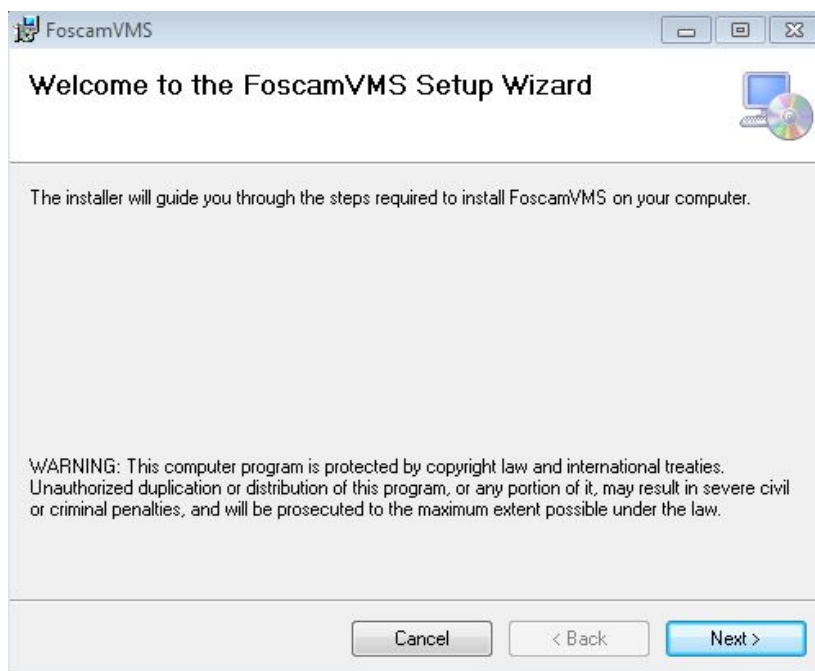 FoscamVMS
Welcome to the FoscamVMS Setup Wizard
The installer will guide you through the steps required to install FoscamVMS on your computer.
WARNING: This computer program is protected by copyright law and international treaties.
Unauthorized duplication or distribution of this program, or any portion of it, may result in severe civil
or criminal penalties, and will be prosecuted to the maximum extent possible under the law.
Cancel < Back Next >